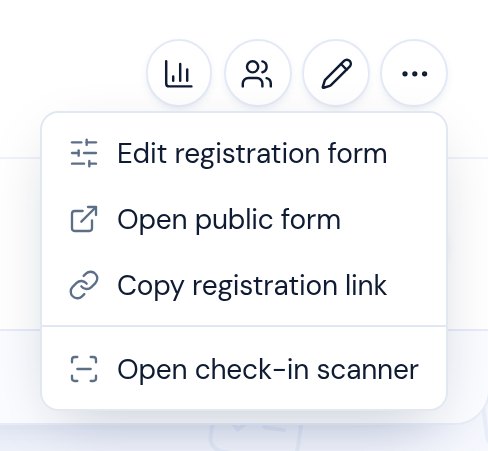 Edit registration form
Open public form
Copy registration link
Open check-in scanner